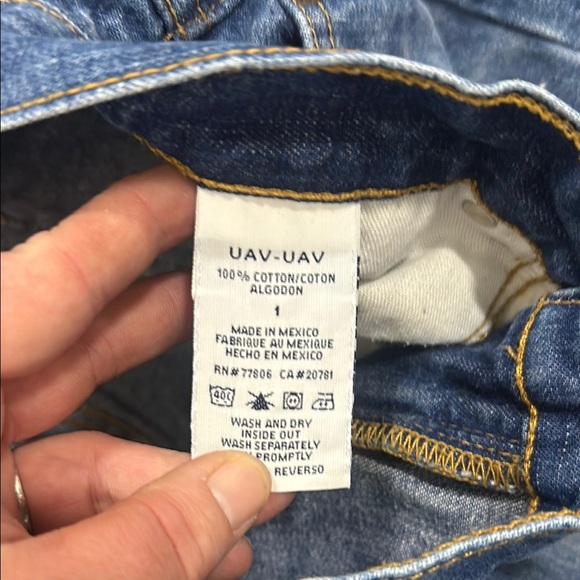 UAV-UAV
100% COTTON/COTON
ALGODON
1
MADE IN MEXICO
FABRIQUE AU MEXIQUE
HECHO EN MEXICO
RN# 77806 CA# 20781
40C
WASH AND DRY
INSIDE OUT
WASH SEPARATELY
PROMPTLY
REVERSO